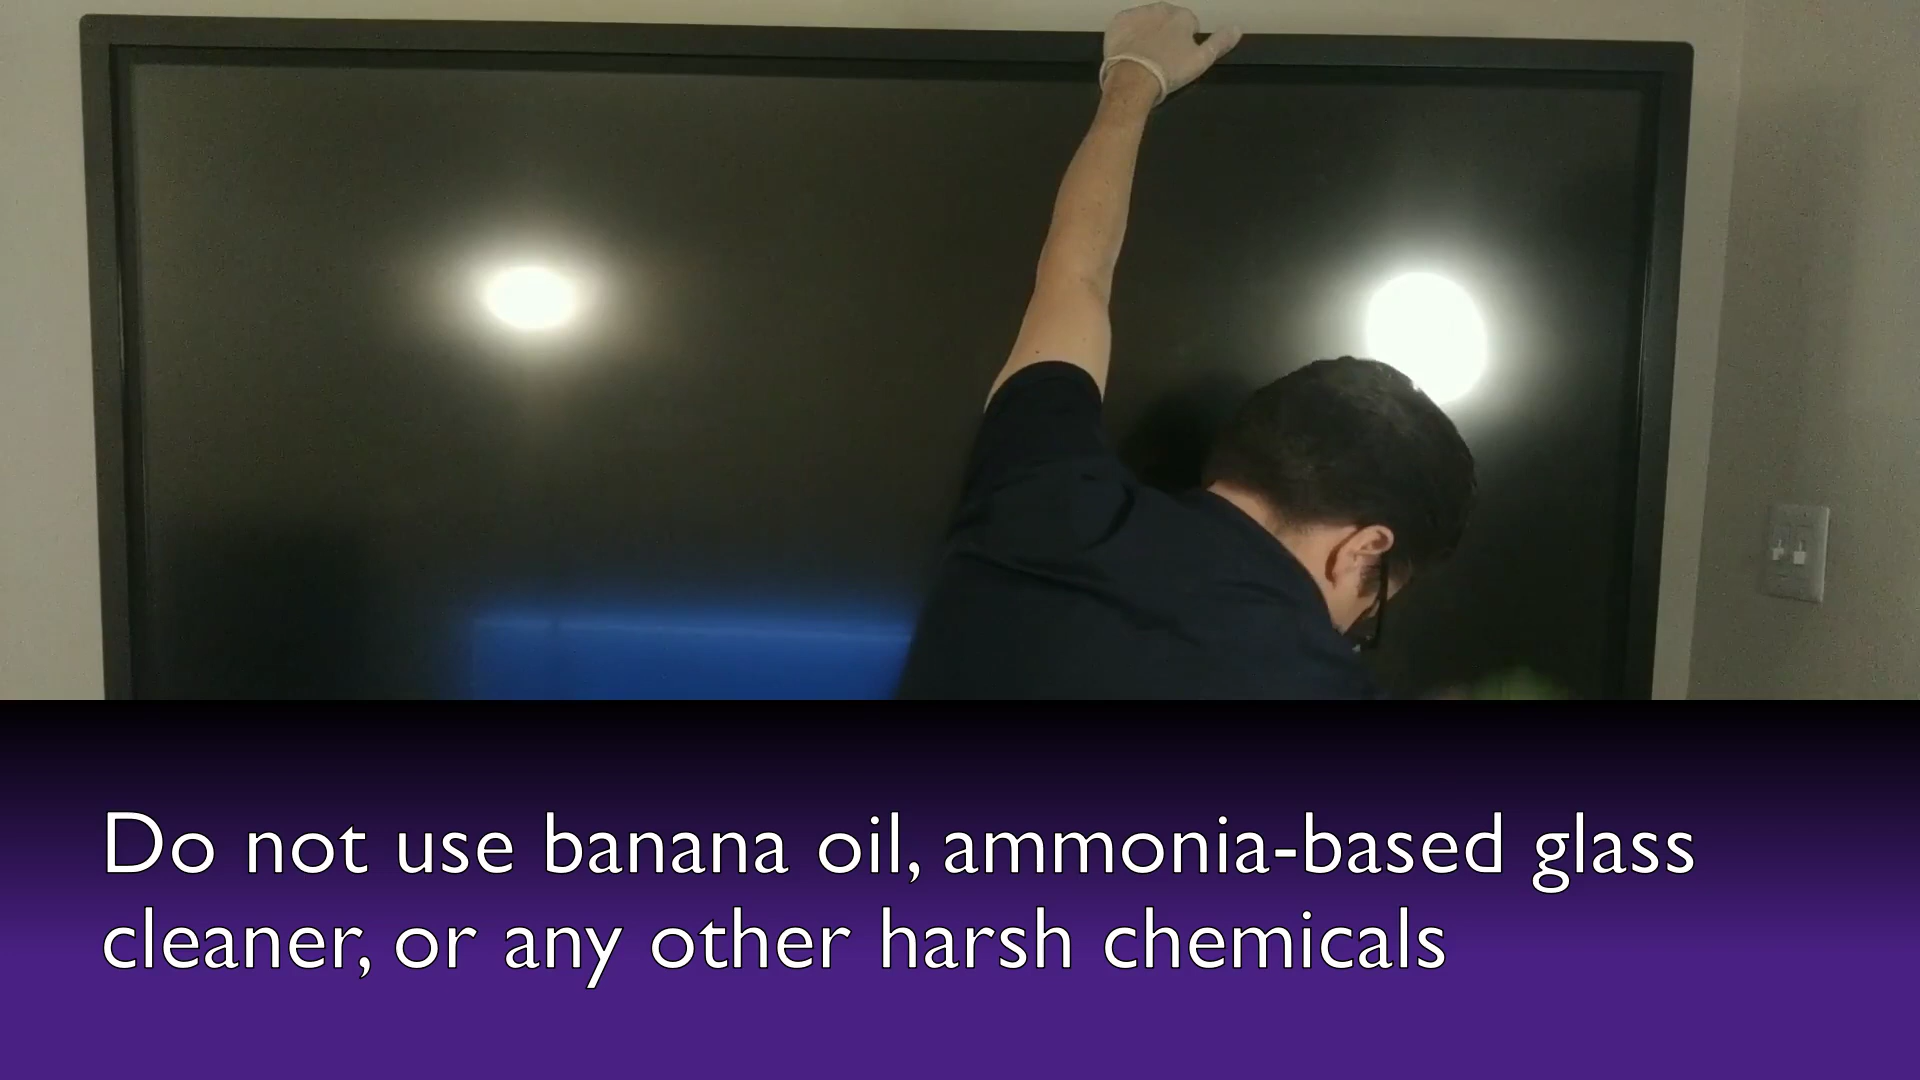 Do not use banana oil, ammonia-based glass
cleaner, or any other harsh chemicals